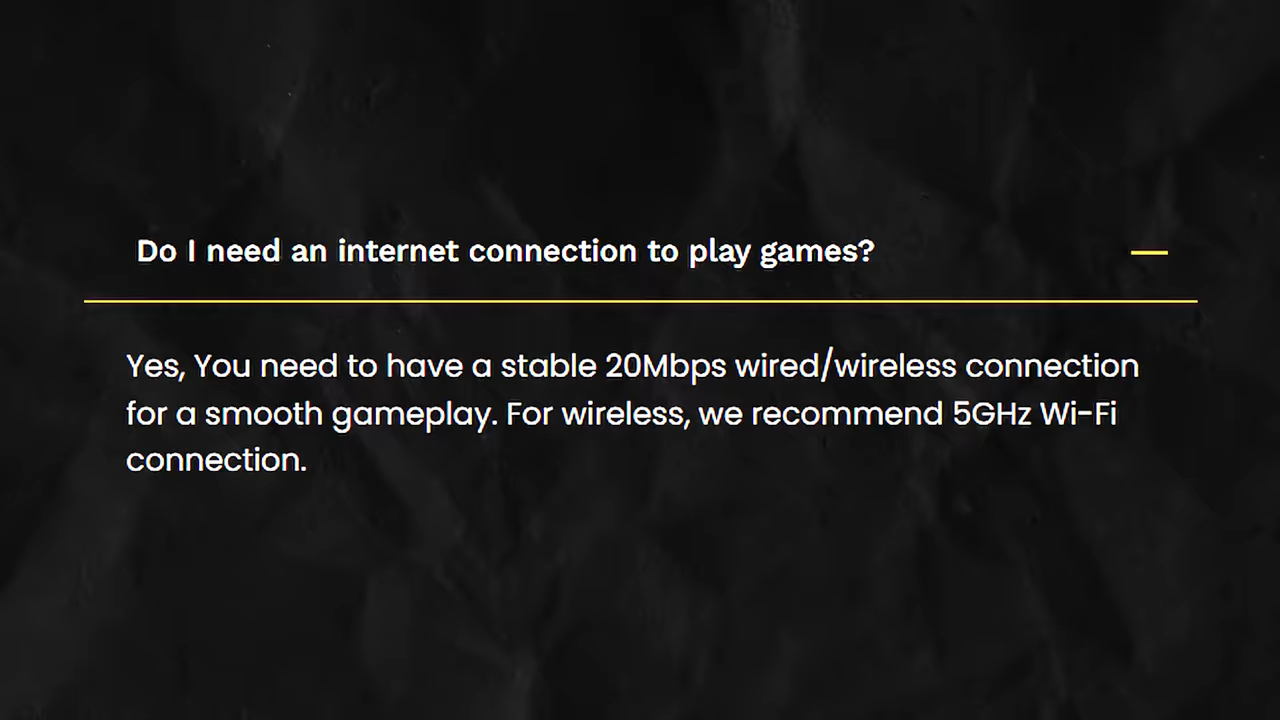 Do I need an internet connection to play games?
Yes, You need to have a stable 20Mbps wired/wireless connection
for a smooth gameplay. For wireless, we recommend 5GHz Wi-Fi
connection.